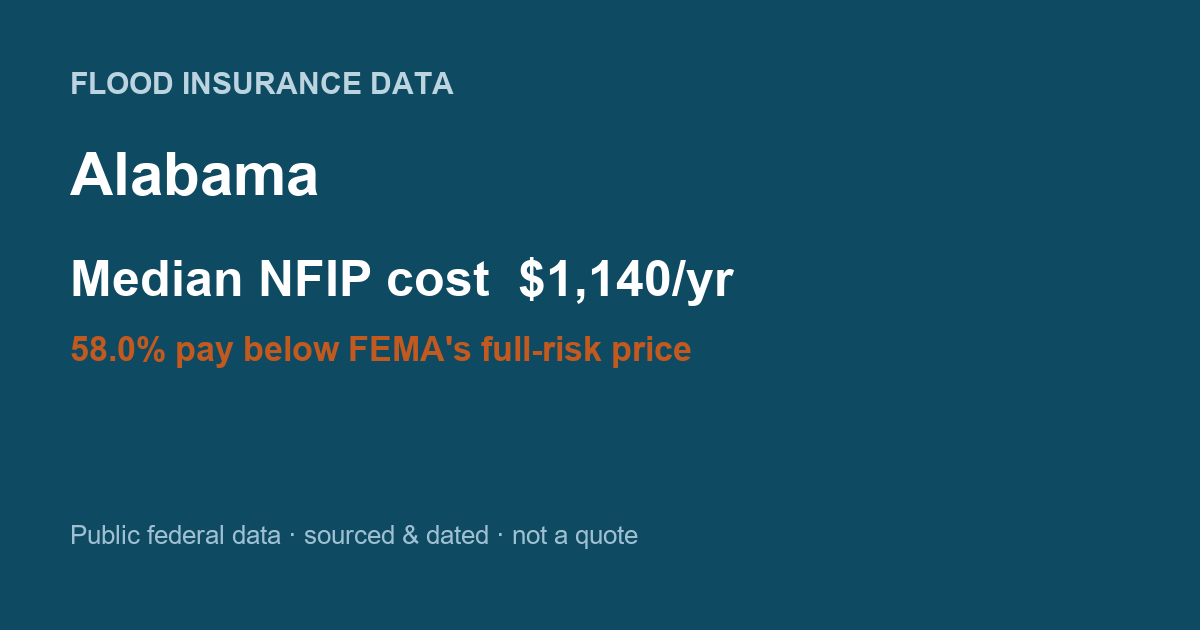 FLOOD INSURANCE DATA
Alabama
Median NFIP cost  $1,140/yr
58.0% pay below FEMA's full-risk price
Public federal data · sourced & dated · not a quote